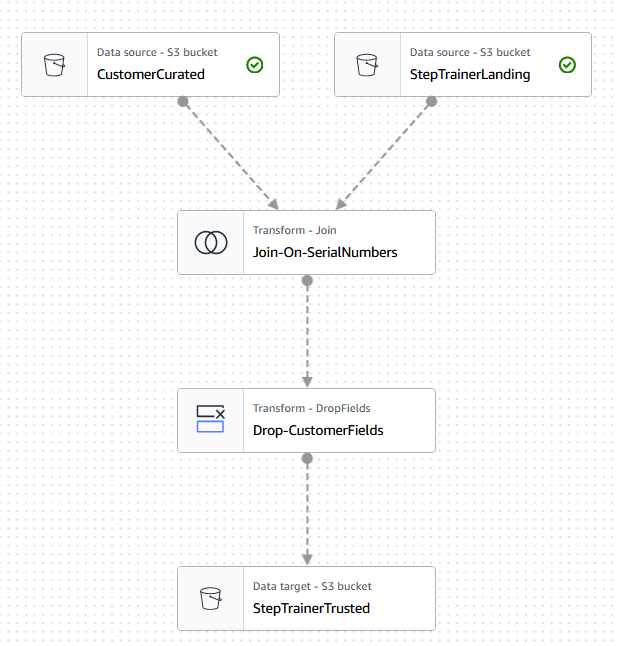 Data source - S3 bucket
CustomerCurated
Data source - S3 bucket
StepTrainerLanding
Transform - Join
Join-On-SerialNumbers
Transform - DropFields
Drop-CustomerFields
Data target - S3 bucket
StepTrainerTrusted